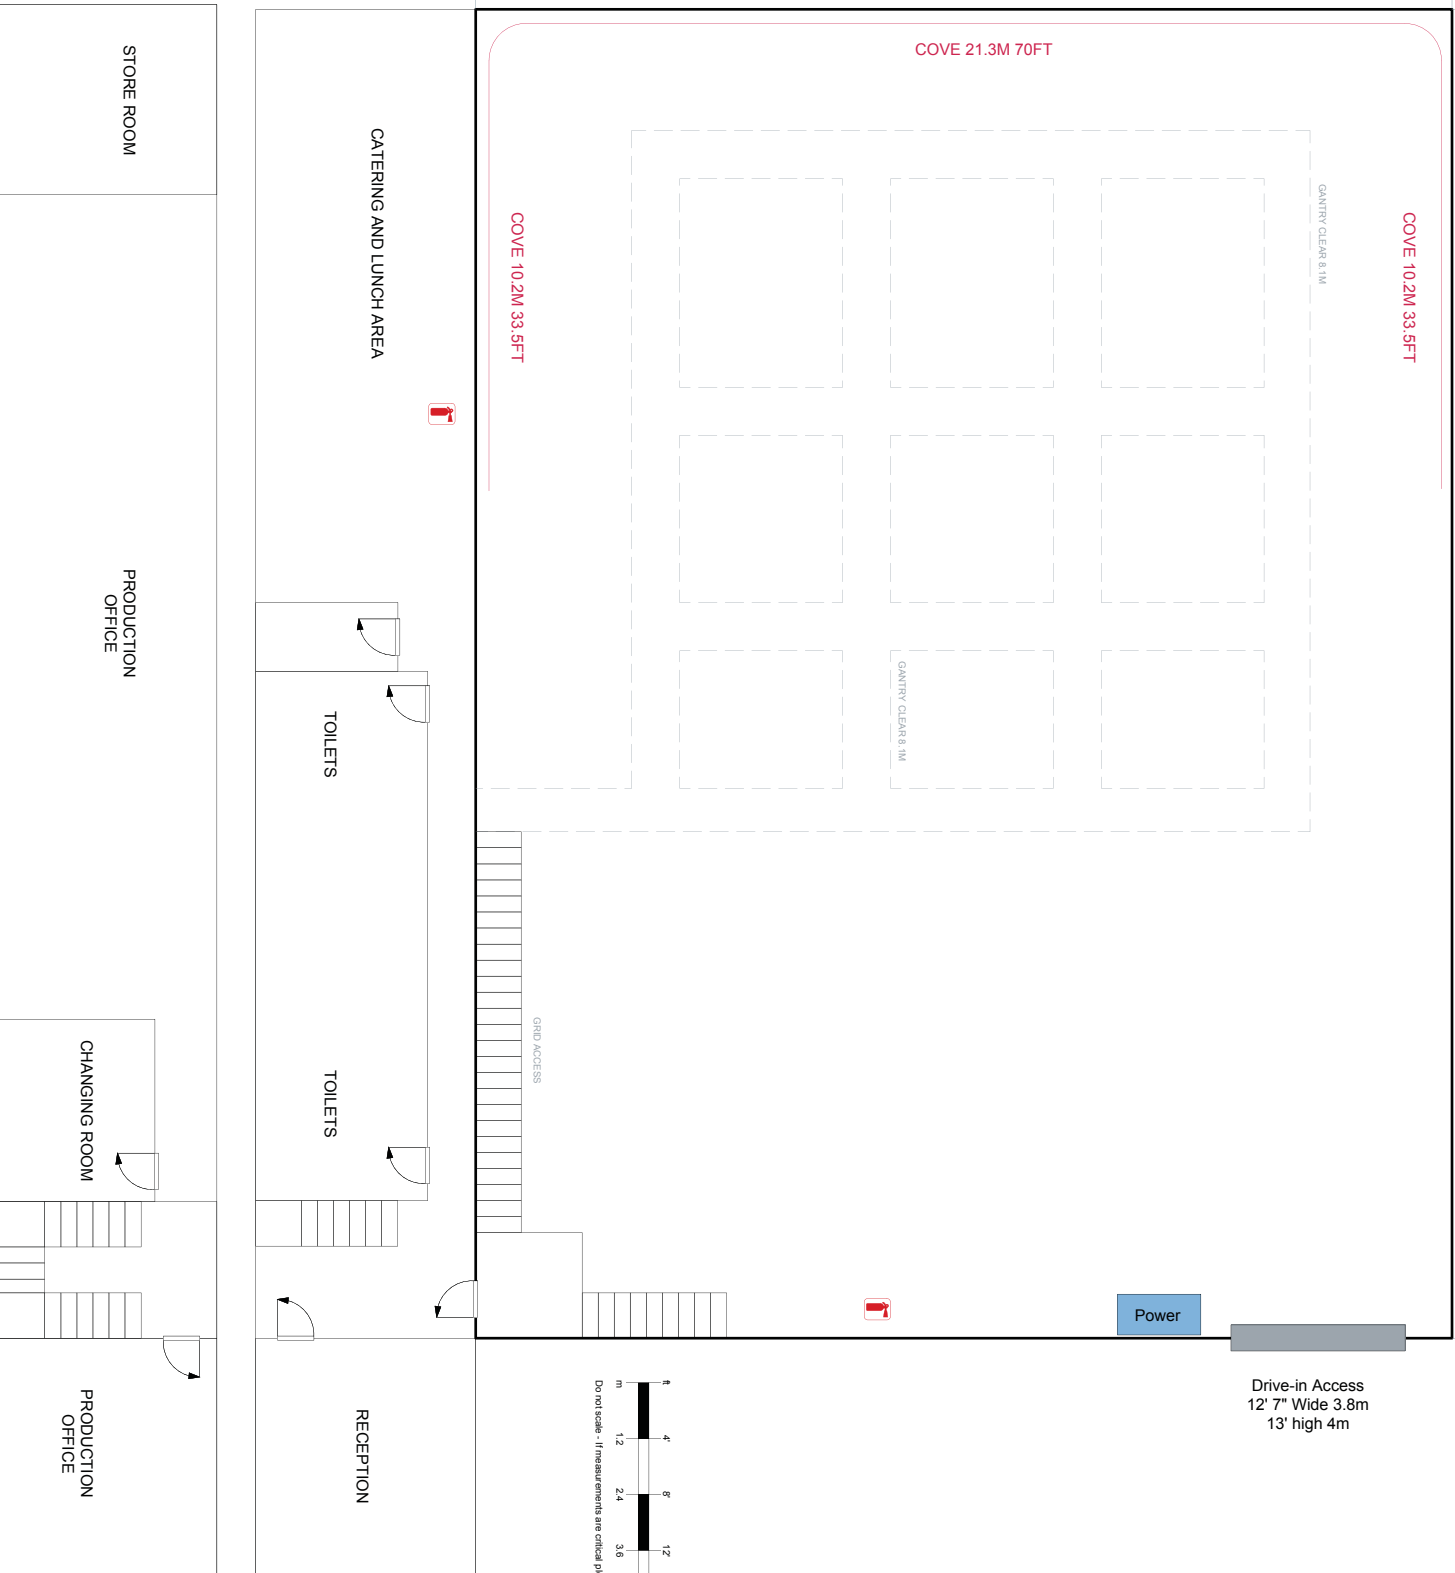 COVE 21.3M 70FT
STORE ROOM
CATERING AND LUNCH AREA
COVE 10.2M 33.5FT
GANTRY CLEAR 8.1M
COVE 10.2M 33.5FT
PRODUCTION
OFFICE
TOILETS
GANTRY CLEAR 8.1M
GRID ACCESS
CHANGING ROOM
TOILETS
Power
Drive-in Access
12' 7" Wide 3.8m
13' high 4m
PRODUCTION
OFFICE
RECEPTION
ft 4' 8' 12'
m 1.2 2.4 3.6
Do not scale - If measurements are critical